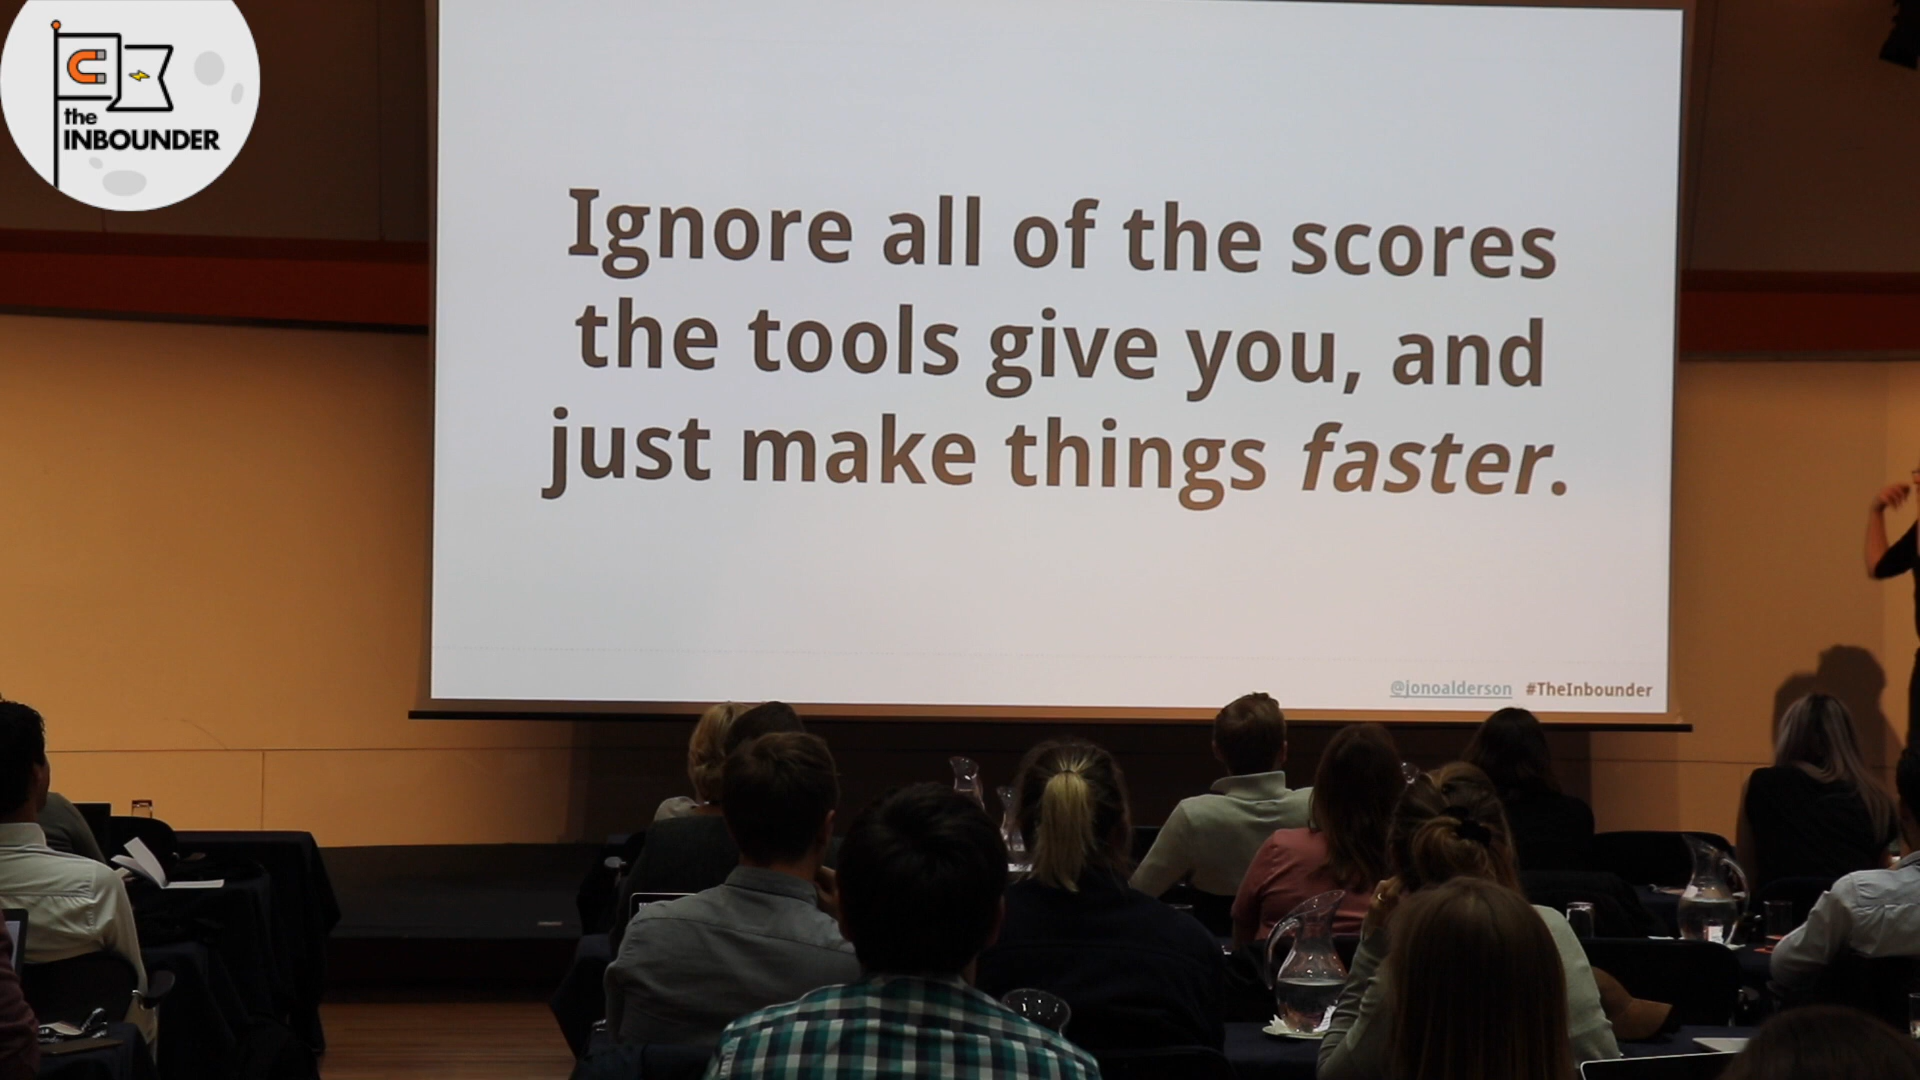 the
INBOUNDER
Ignore all of the scores
the tools give you, and
just make things faster.
@jonoalderson #TheInbounder